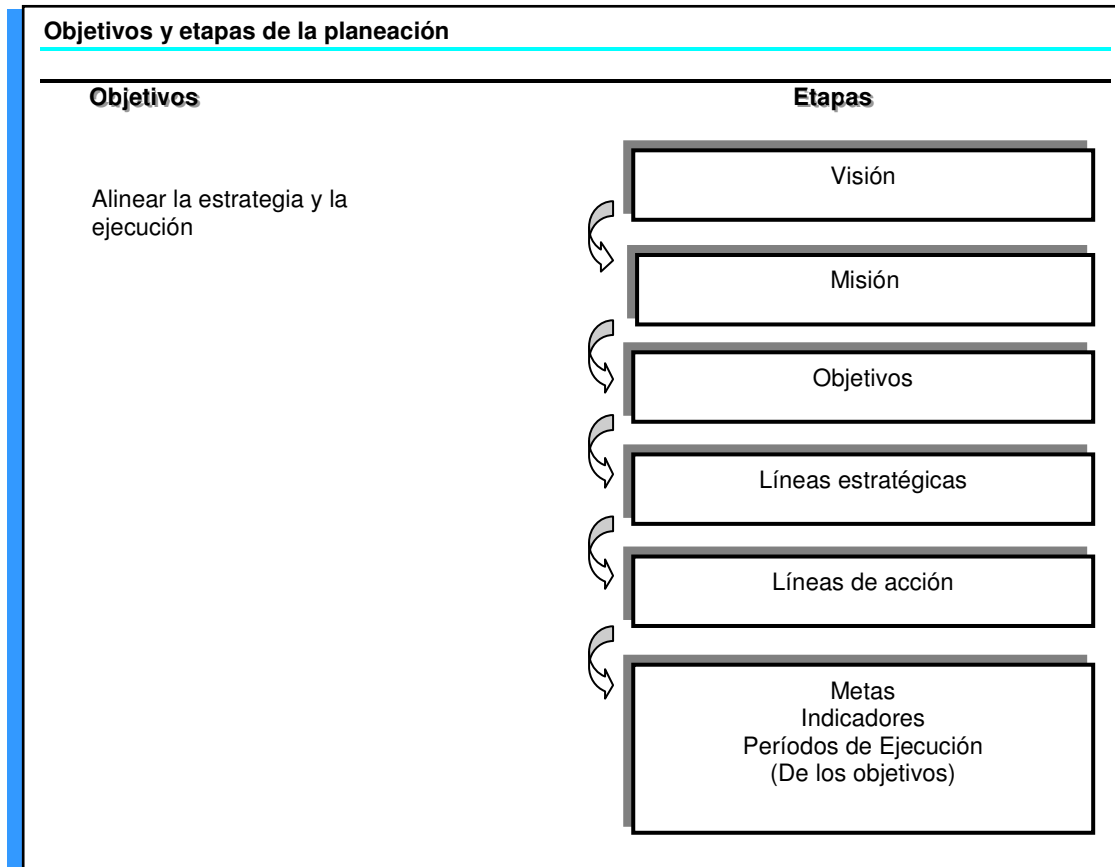 Objetivos y etapas de la planeación
Objetivos
Etapas
Alinear la estrategia y la
ejecución
Visión
Misión
Objetivos
Líneas estratégicas
Líneas de acción
Metas
Indicadores
Períodos de Ejecución
(De los objetivos)